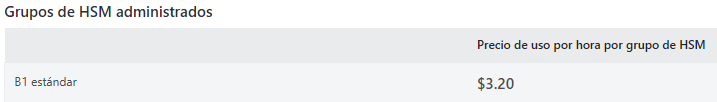 Grupos de HSM administrados
Precio de uso por hora por grupo de HSM
B1 estándar
$3.20